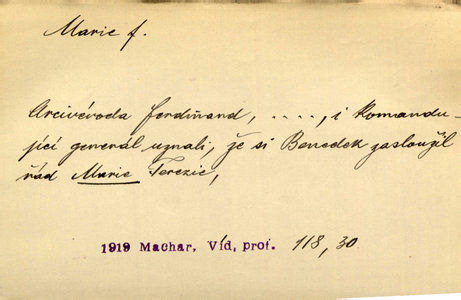 Marie f.
Arcivévoda Ferdinand, ...., i komandu-
jící generál uznali, že si Benedek zasloužil
řád Marie Terezie,
1919 Machar, Víd, prof. 118, 30